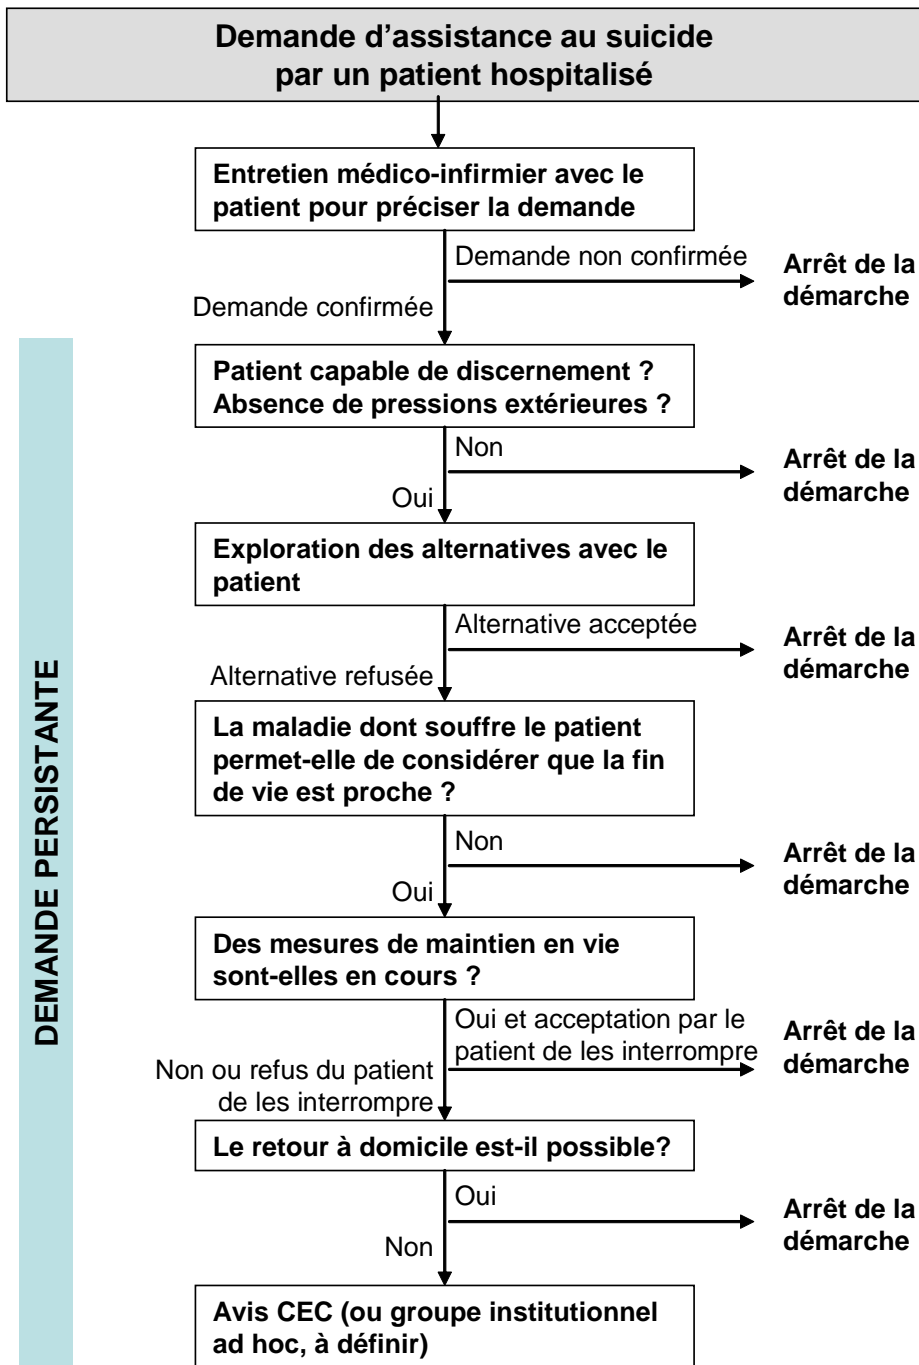 Demande d’assistance au suicide
par un patient hospitalisé
Entretien médico-infirmier avec le
patient pour préciser la demande
Demande non confirmée
Arrêt de la
démarche
Demande confirmée
DEMANDE PERSISTANTE
Patient capable de discernement ?
Absence de pressions extérieures ?
Non
Arrêt de la
démarche
Oui
Exploration des alternatives avec le
patient
Alternative acceptée
Arrêt de la
démarche
Alternative refusée
La maladie dont souffre le patient
permet-elle de considérer que la fin
de vie est proche ?
Non
Arrêt de la
démarche
Oui
Des mesures de maintien en vie
sont-elles en cours ?
Oui et acceptation par le
patient de les interrompre
Arrêt de la
démarche
Non ou refus du patient
de les interrompre
Le retour à domicile est-il possible?
Oui
Arrêt de la
démarche
Non
Avis CEC (ou groupe institutionnel
ad hoc, à définir)